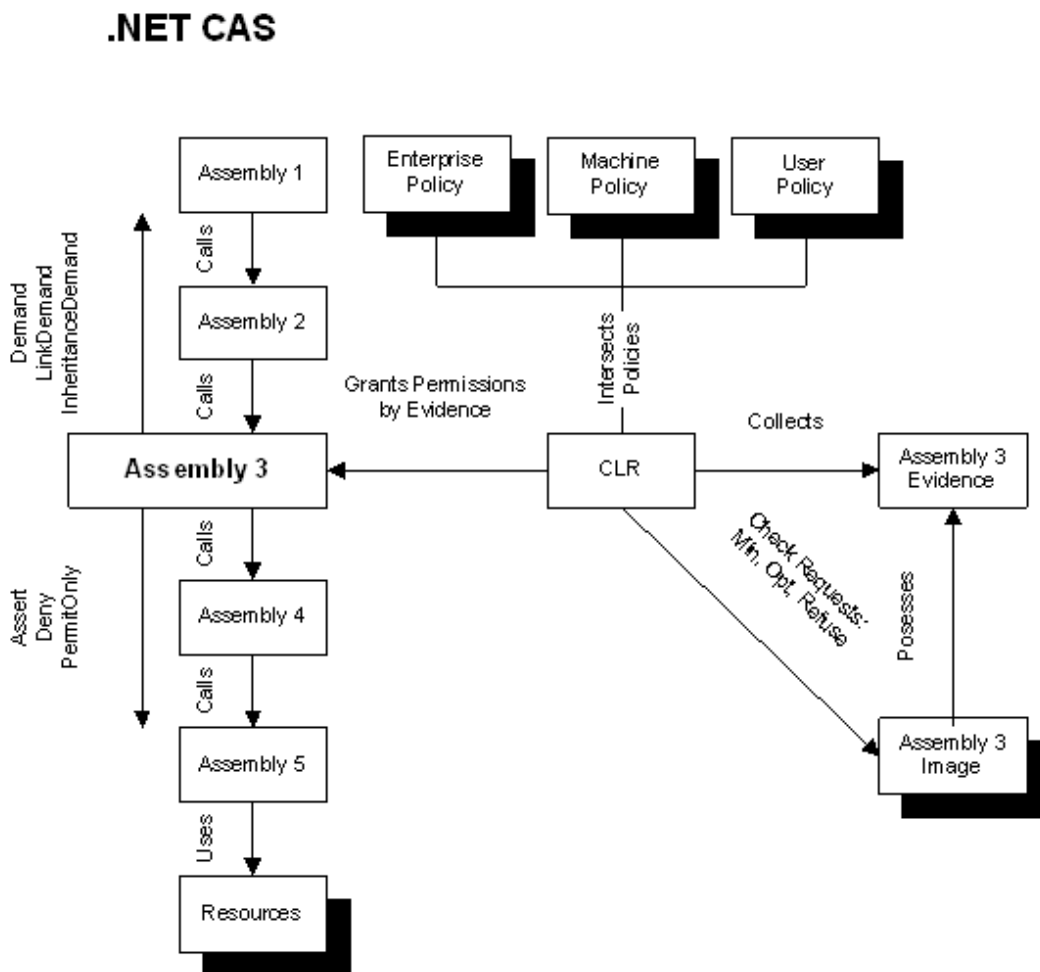 .NET CAS
Assembly 1
Enterprise
Policy
Machine
Policy
User
Policy
Calls
Demand
LinkDemand
InheritanceDemand
Assembly 2
Intersects
Policies
Calls
Grants Permissions
by Evidence
Collects
Assembly 3
CLR
Assembly 3
Evidence
Calls
Check Requests:
Min. Opt, Refuse
Assert
Deny
PermitOnly
Assembly 4
Posesses
Calls
Assembly 5
Assembly 3
Image
Uses
Resources